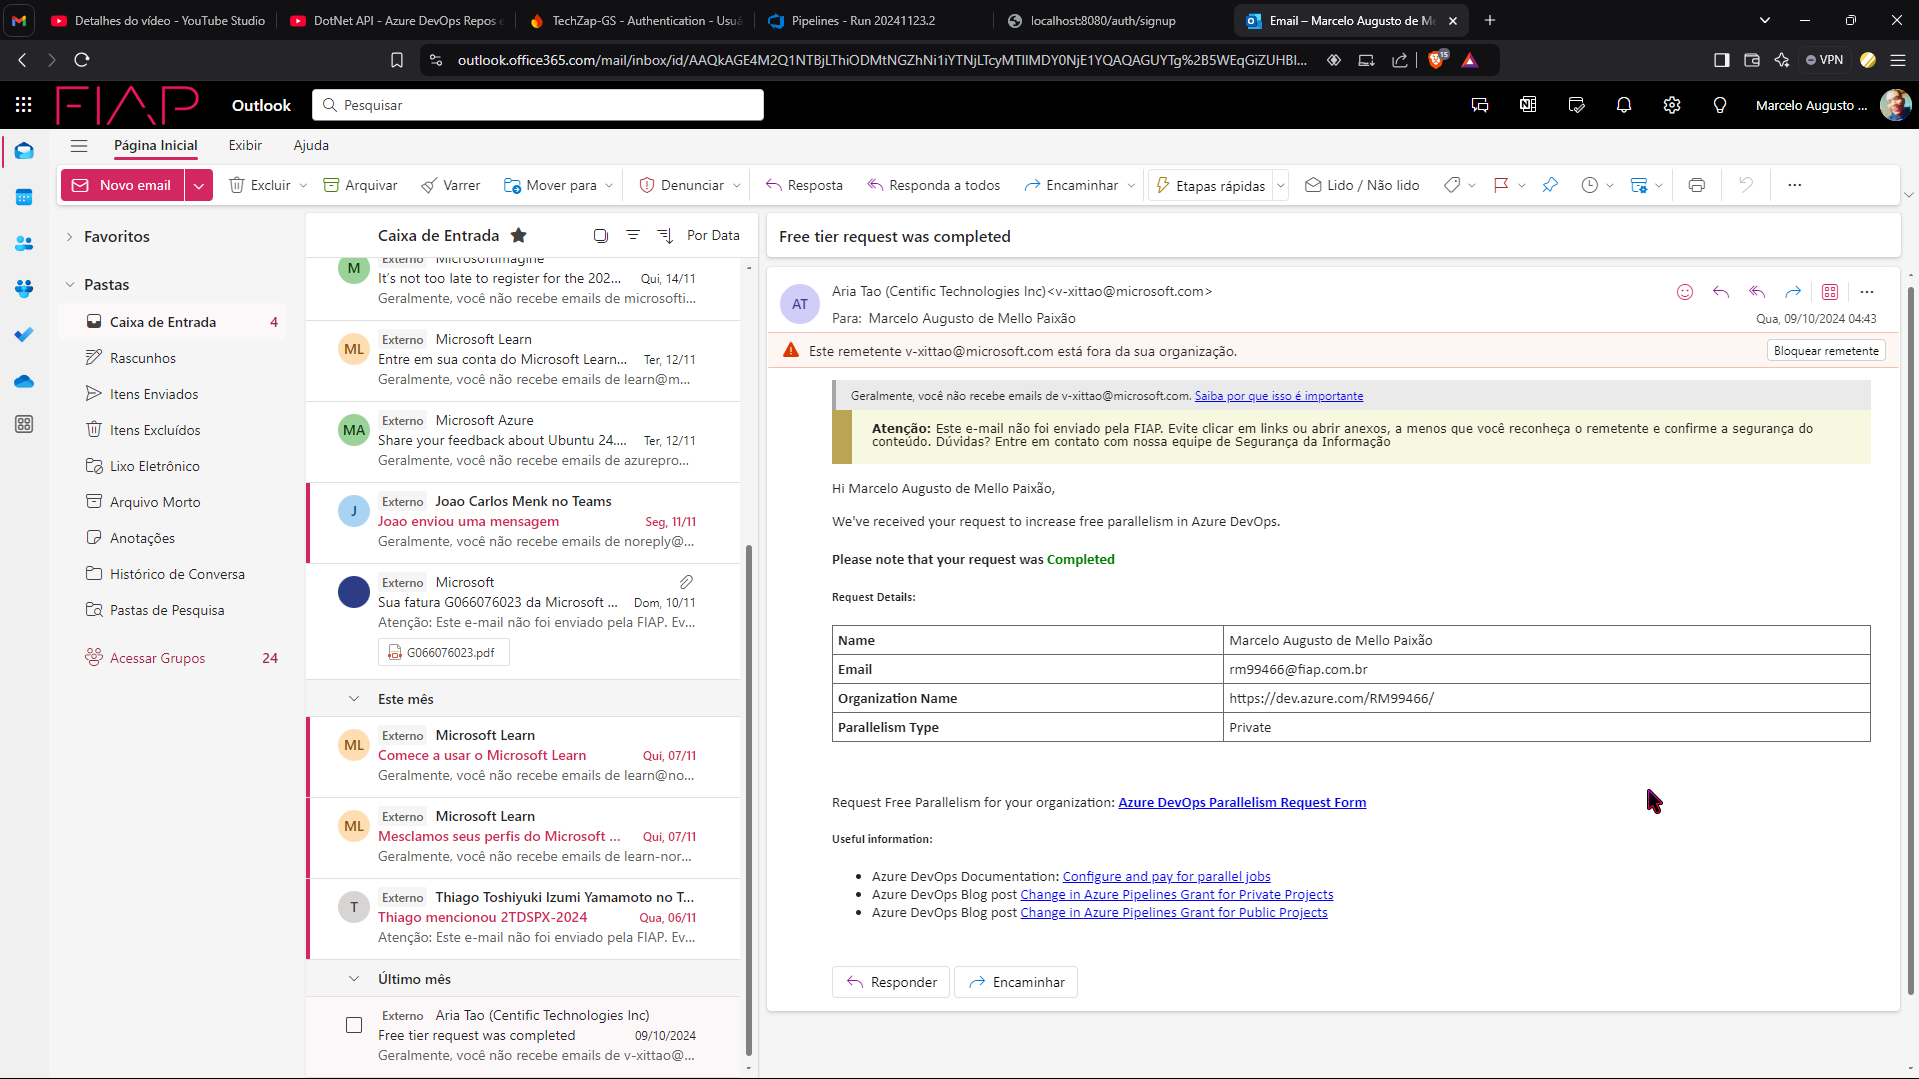 Detalhes do vídeo - YouTube Studio
DotNet API - Azure DevOps Repos e
TechZap-GS - Authentication - Usuá
Pipelines - Run 20241123.2
localhost:8080/auth/signup
Email – Marcelo Augusto de M
outlook.office365.com/mail/inbox/id/AAQkAGE4M2Q1NTBjLThiODMtNGZhNi1iYTNjLTcyMTllMDY0NjE1YQAQAGUYTg%2B5WEqGiZUHBl...
15
VPN
FIAP
Outlook
Pesquisar
Marcelo Augusto ...
Página Inicial
Exibir
Ajuda
Novo email
Excluir
Arquivar
Varrer
Mover para
Denunciar
Resposta
Responda a todos
Encaminhar
Etapas rápidas
Lido / Não lido
Favoritos
Pastas
Caixa de Entrada 4
Rascunhos
Itens Enviados
Itens Excluídos
Lixo Eletrônico
Arquivo Morto
Anotações
Histórico de Conversa
Pastas de Pesquisa
Acessar Grupos 24
Caixa de Entrada
Por Data
M
Externo Microsoftimagine
It's not too late to register for the 202... Qui, 14/11
Geralmente, você não recebe emails de microsofti...
ML
Externo Microsoft Learn
Entre em sua conta do Microsoft Learn... Ter, 12/11
Geralmente, você não recebe emails de learn@m...
MA
Externo Microsoft Azure
Share your feedback about Ubuntu 24.... Ter, 12/11
Geralmente, você não recebe emails de azurepro...
J
Externo Joao Carlos Menk no Teams
Joao enviou uma mensagem Seg, 11/11
Geralmente, você não recebe emails de noreply@...
Externo Microsoft
Sua fatura G066076023 da Microsoft ... Dom, 10/11
Atenção: Este e-mail não foi enviado pela FIAP. Ev...
G066076023.pdf
Este mês
ML
Externo Microsoft Learn
Comece a usar o Microsoft Learn Qui, 07/11
Geralmente, você não recebe emails de learn@no...
ML
Externo Microsoft Learn
Mesclamos seus perfis do Microsoft ... Qui, 07/11
Geralmente, você não recebe emails de learn-nor...
T
Externo Thiago Toshiyuki Izumi Yamamoto no T...
Thiago mencionou 2TDSPX-2024 Qua, 06/11
Atenção: Este e-mail não foi enviado pela FIAP. Ev...
Último mês
Externo Aria Tao (Centific Technologies Inc)
Free tier request was completed 09/10/2024
Geralmente, você não recebe emails de v-xittao@...
Free tier request was completed
AT
Aria Tao (Centific Technologies Inc)<v-xittao@microsoft.com>
Para: Marcelo Augusto de Mello Paixão
Qua, 09/10/2024 04:43
Este remetente v-xittao@microsoft.com está fora da sua organização.
Bloquear remetente
Geralmente, você não recebe emails de v-xittao@microsoft.com. Saiba por que isso é importante
Atenção: Este e-mail não foi enviado pela FIAP. Evite clicar em links ou abrir anexos, a menos que você reconheça o remetente e confirme a segurança do
conteúdo. Dúvidas? Entre em contato com nossa equipe de Segurança da Informação
Hi Marcelo Augusto de Mello Paixão,
We've received your request to increase free parallelism in Azure DevOps.
Please note that your request was Completed
Request Details:
Name Marcelo Augusto de Mello Paixão
Email rm99466@fiap.com.br
Organization Name https://dev.azure.com/RM99466/
Parallelism Type Private
Request Free Parallelism for your organization: Azure DevOps Parallelism Request Form
Useful information:
Azure DevOps Documentation: Configure and pay for parallel jobs
Azure DevOps Blog post Change in Azure Pipelines Grant for Private Projects
Azure DevOps Blog post Change in Azure Pipelines Grant for Public Projects
Responder
Encaminhar